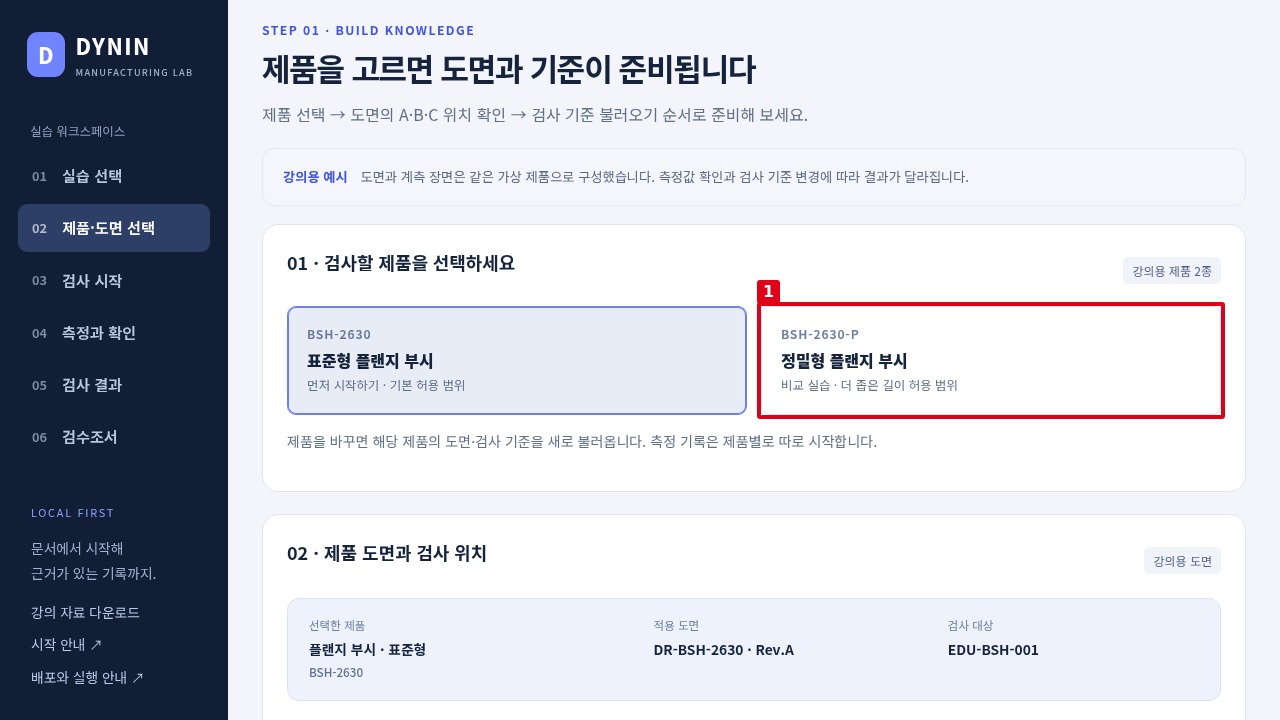 D
DYNIN
MANUFACTURING LAB
실습 워크스페이스
01 실습 선택
02 제품·도면 선택
03 검사 시작
04 측정과 확인
05 검사 결과
06 검수조서
LOCAL FIRST
문서에서 시작해
근거가 있는 기록까지.
강의 자료 다운로드
시작 안내 ↗
배포와 실행 안내 ↗
STEP 01 · BUILD KNOWLEDGE
제품을 고르면 도면과 기준이 준비됩니다
제품 선택 → 도면의 A·B·C 위치 확인 → 검사 기준 불러오기 순서로 준비해 보세요.
강의용 예시 도면과 계측 장면은 같은 가상 제품으로 구성했습니다. 측정값 확인과 검사 기준 변경에 따라 결과가 달라집니다.
01 · 검사할 제품을 선택하세요
강의용 제품 2종
BSH-2630
표준형 플랜지 부시
먼저 시작하기 · 기본 허용 범위
1
BSH-2630-P
정밀형 플랜지 부시
비교 실습 · 더 좁은 길이 허용 범위
제품을 바꾸면 해당 제품의 도면·검사 기준을 새로 불러옵니다. 측정 기록은 제품별로 따로 시작합니다.
02 · 제품 도면과 검사 위치
강의용 도면
선택한 제품
플랜지 부시 · 표준형
BSH-2630
적용 도면
DR-BSH-2630 · Rev.A
검사 대상
EDU-BSH-001